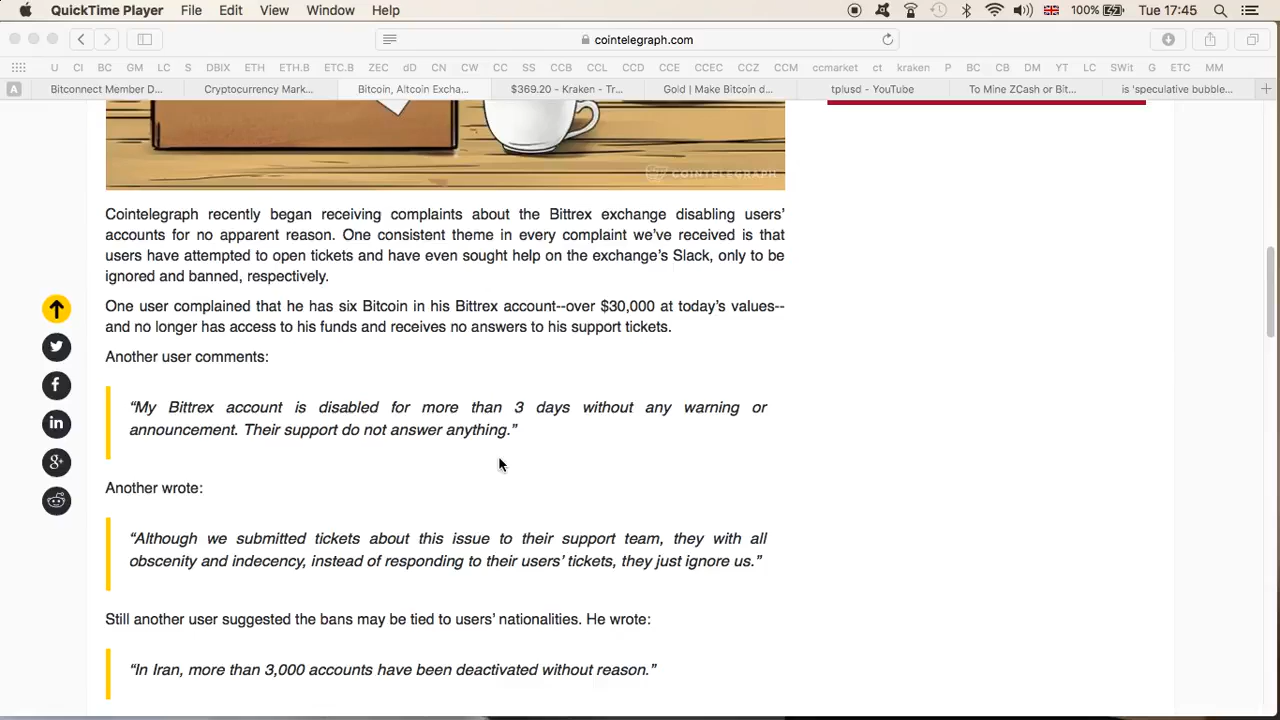 QuickTime Player File Edit View Window Help 100% Tue 17:45
cointelegraph.com
U CI BC GM LC S DBIX ETH ETH.B ETC.B ZEC dD CN CW CC SS CCB CCL CCD CCE CCEC CCZ CCM ccmarket ct kraken P BC CB DM YT LC SWit G ETC MM
A Bitconnect Member D... Cryptocurrency Mark... Bitcoin, Altcoin Excha... $369.20 - Kraken - Tr... Gold | Make Bitcoin d... tplusd - YouTube To Mine ZCash or Bit... is 'speculative bubble...
COINTELEGRAPH
Cointelegraph recently began receiving complaints about the Bittrex exchange disabling users’
accounts for no apparent reason. One consistent theme in every complaint we’ve received is that
users have attempted to open tickets and have even sought help on the exchange’s Slack, only to be
ignored and banned, respectively.
One user complained that he has six Bitcoin in his Bittrex account--over $30,000 at today’s values--
and no longer has access to his funds and receives no answers to his support tickets.
Another user comments:
“My Bittrex account is disabled for more than 3 days without any warning or
announcement. Their support do not answer anything.”
Another wrote:
“Although we submitted tickets about this issue to their support team, they with all
obscenity and indecency, instead of responding to their users’ tickets, they just ignore us.”
Still another user suggested the bans may be tied to users’ nationalities. He wrote:
“In Iran, more than 3,000 accounts have been deactivated without reason.”